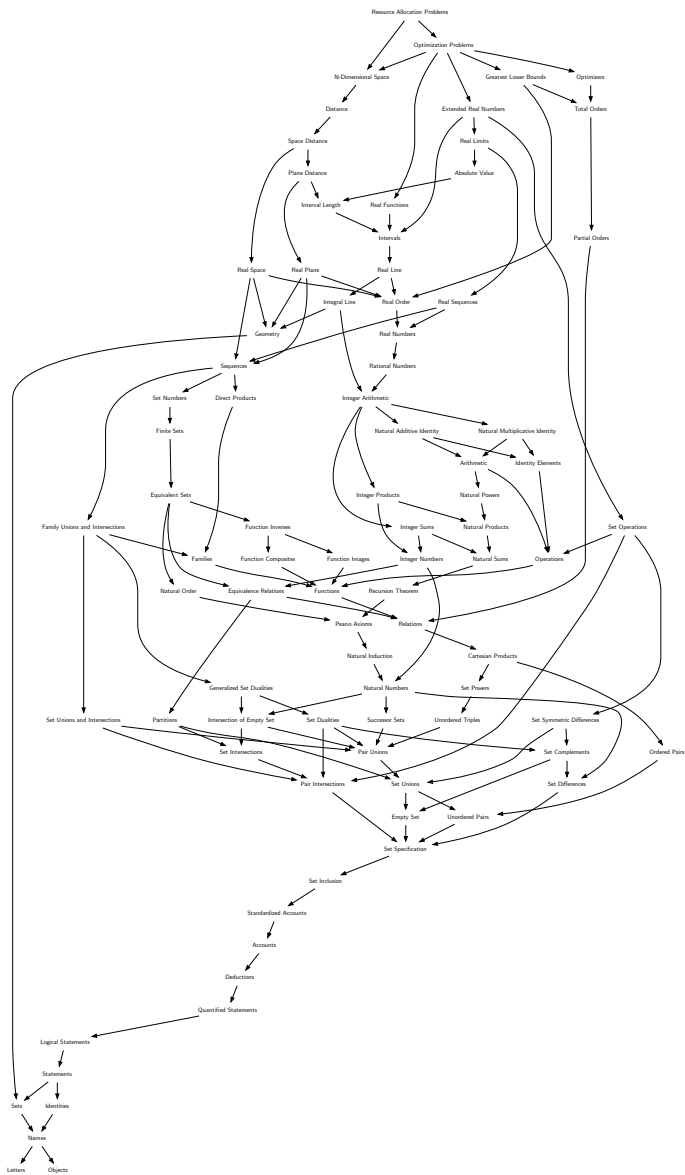 Resource Allocation Problems
Optimization Problems
N-Dimensional Space
Greatest Lower Bounds
Optimizers
Distance
Extended Real Numbers
Total Orders
Space Distance
Real Limits
Plane Distance
Absolute Value
Interval Length
Real Functions
Intervals
Partial Orders
Real Space
Real Plane
Real Line
Integral Line
Real Order
Real Sequences
Geometry
Real Numbers
Sequences
Rational Numbers
Set Numbers
Direct Products
Integer Arithmetic
Finite Sets
Natural Additive Identity
Natural Multiplicative Identity
Arithmetic
Identity Elements
Equivalent Sets
Integer Products
Natural Powers
Family Unions and Intersections
Function Inverses
Integer Sums
Natural Products
Set Operations
Families
Function Composites
Function Images
Integer Numbers
Natural Sums
Operations
Natural Order
Equivalence Relations
Functions
Recursion Theorem
Peano Axioms
Relations
Natural Induction
Cartesian Products
Generalized Set Dualities
Natural Numbers
Set Powers
Set Unions and Intersections
Partitions
Intersection of Empty Set
Set Dualities
Successor Sets
Unordered Triples
Set Symmetric Differences
Set Intersections
Pair Unions
Set Complements
Ordered Pairs
Pair Intersections
Set Unions
Set Differences
Empty Set
Unordered Pairs
Set Specification
Set Inclusion
Standardized Accounts
Accounts
Deductions
Quantified Statements
Logical Statements
Statements
Sets
Identities
Names
Letters
Objects